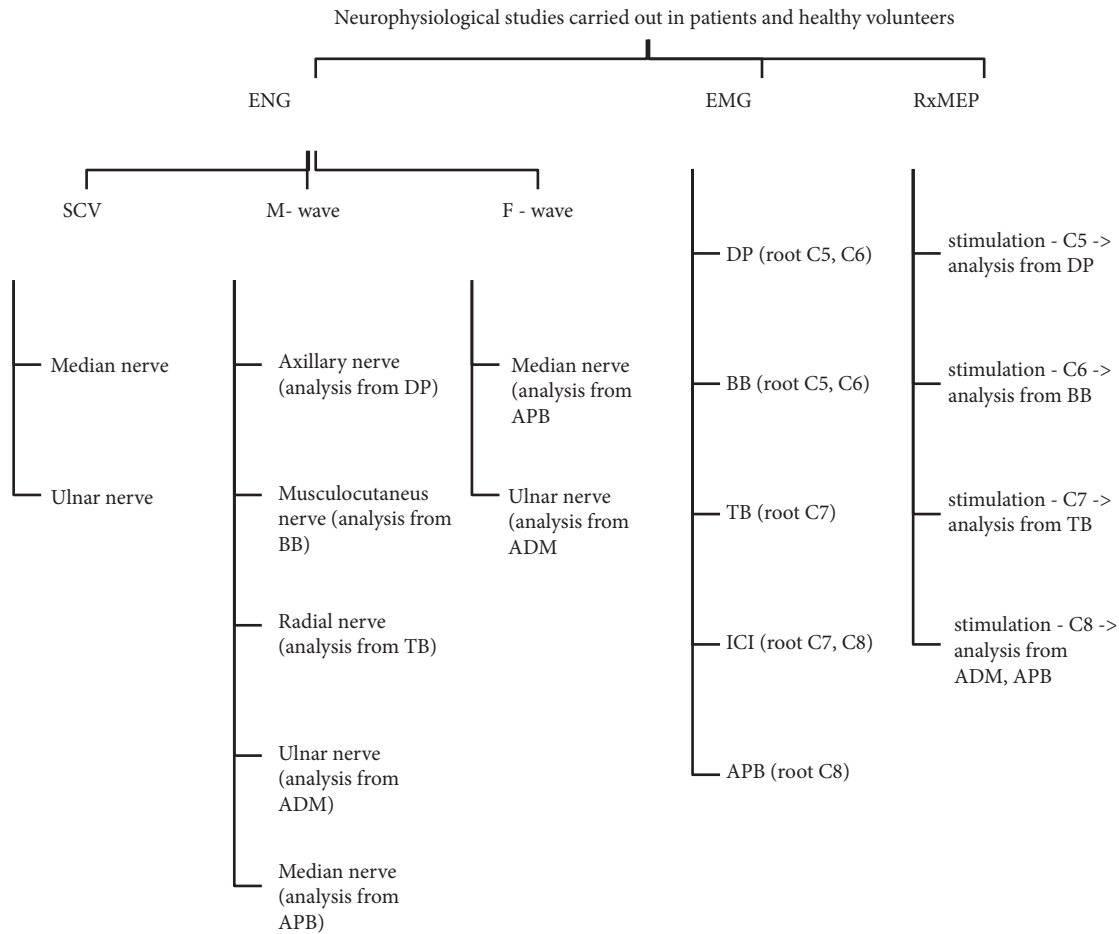 Neurophysiological studies carried out in patients and healthy volunteers
ENG
EMG
RxMEP
SCV
M- wave
F - wave
Median nerve
Ulnar nerve
Axillary nerve
(analysis from DP)
Musculocutaneus
nerve (analysis from
BB)
Radial nerve
(analysis from TB)
Ulnar nerve
(analysis from
ADM)
Median nerve
(analysis from
APB)
Median nerve
(analysis from
APB
Ulnar nerve
(analysis from
ADM
DP (root C5, C6)
BB (root C5, C6)
TB (root C7)
ICI (root C7, C8)
APB (root C8)
stimulation - C5 ->
analysis from DP
stimulation - C6 ->
analysis from BB
stimulation - C7 ->
analysis from TB
stimulation - C8 ->
analysis from
ADM, APB